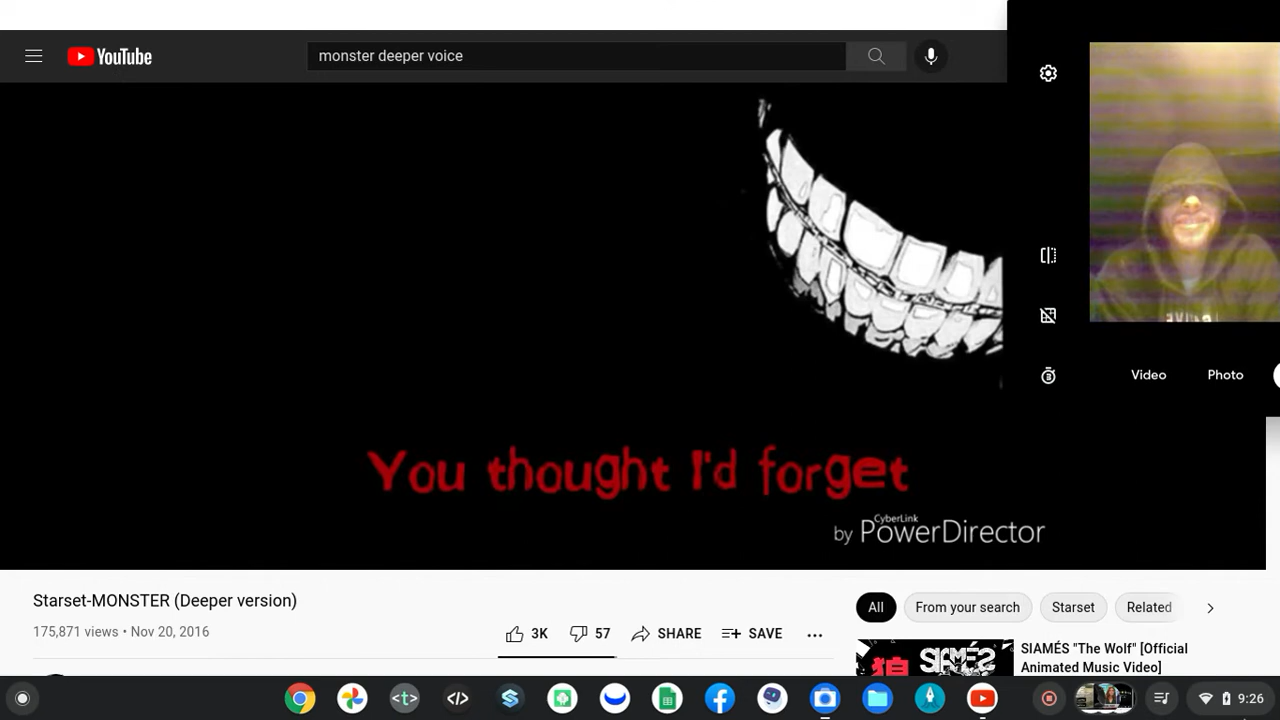 YouTube
monster deeper voice
Video
Photo
You thought I'd forget
CyberLink
by PowerDirector
Starset-MONSTER (Deeper version)
175,871 views • Nov 20, 2016
3K
57
SHARE
SAVE
All
From your search
Starset
Related
SIAMÉS "The Wolf" [Official
Animated Music Video]
SIAMÉS
狼
9:26